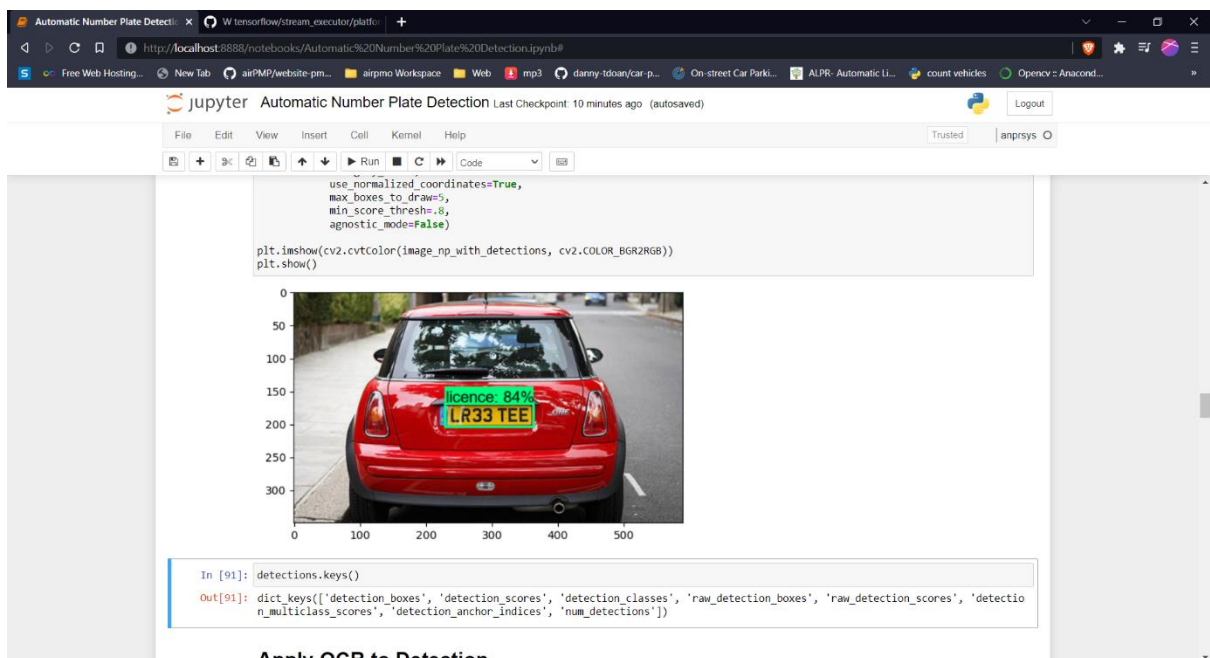 Automatic Number Plate Detectic
W tensorflow/stream_executor/platfor
http://localhost:8888/notebooks/Automatic%20Number%20Plate%20Detection.ipynb#
Free Web Hosting... New Tab airPMP/website-pm... airpmo Workspace Web mp3 danny-tdoan/car-p... On-street Car Parki... ALPR- Automatic Li... count vehicles Opencv :: Anacond... »
jupyter Automatic Number Plate Detection Last Checkpoint: 10 minutes ago (autosaved) Logout
File Edit View Insert Cell Kernel Help Trusted anprsys
Run Code
use_normalized_coordinates=True,
max_boxes_to_draw=5,
min_score_thresh=.8,
agnostic_mode=False)
plt.imshow(cv2.cvtColor(image_np_with_detections, cv2.COLOR_BGR2RGB))
plt.show()
0
50
100
150
200
250
300
licence: 84%
LR33 TEE
ONE
0 100 200 300 400 500
In [91]: detections.keys()
Out[91]: dict_keys(['detection_boxes', 'detection_scores', 'detection_classes', 'raw_detection_boxes', 'raw_detection_scores', 'detectio
n_multiclass_scores', 'detection_anchor_indices', 'num_detections'])
Apply OCR to Detection